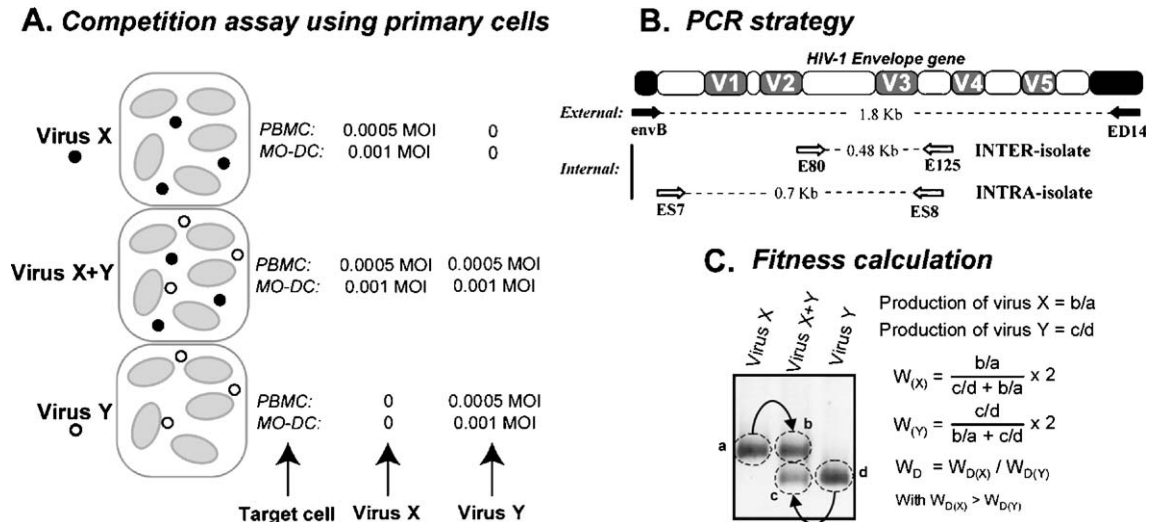 A. Competition assay using primary cells
Virus X
PBMC: 0.0005 MOI 0
MO-DC: 0.001 MOI 0
Virus X+Y
PBMC: 0.0005 MOI 0.0005 MOI
MO-DC: 0.001 MOI 0.001 MOI
Virus Y
PBMC: 0 0.0005 MOI
MO-DC: 0 0.001 MOI
Target cell Virus X Virus Y
B. PCR strategy
HIV-1 Envelope gene
V1 V2 V3 V4 V5
External: 1.8 Kb
envB ED14
Internal:
0.48 Kb INTER-isolate
E80 E125
0.7 Kb INTRA-isolate
ES7 ES8
C. Fitness calculation
Virus X Virus X+Y Virus Y
a b c d
Production of virus X = b/a
Production of virus Y = c/d
W(X) = b/a / c/d + b/a x 2
W(Y) = c/d / b/a + c/d x 2
WD = WD(X) / WD(Y)
With WD(X) > WD(Y)